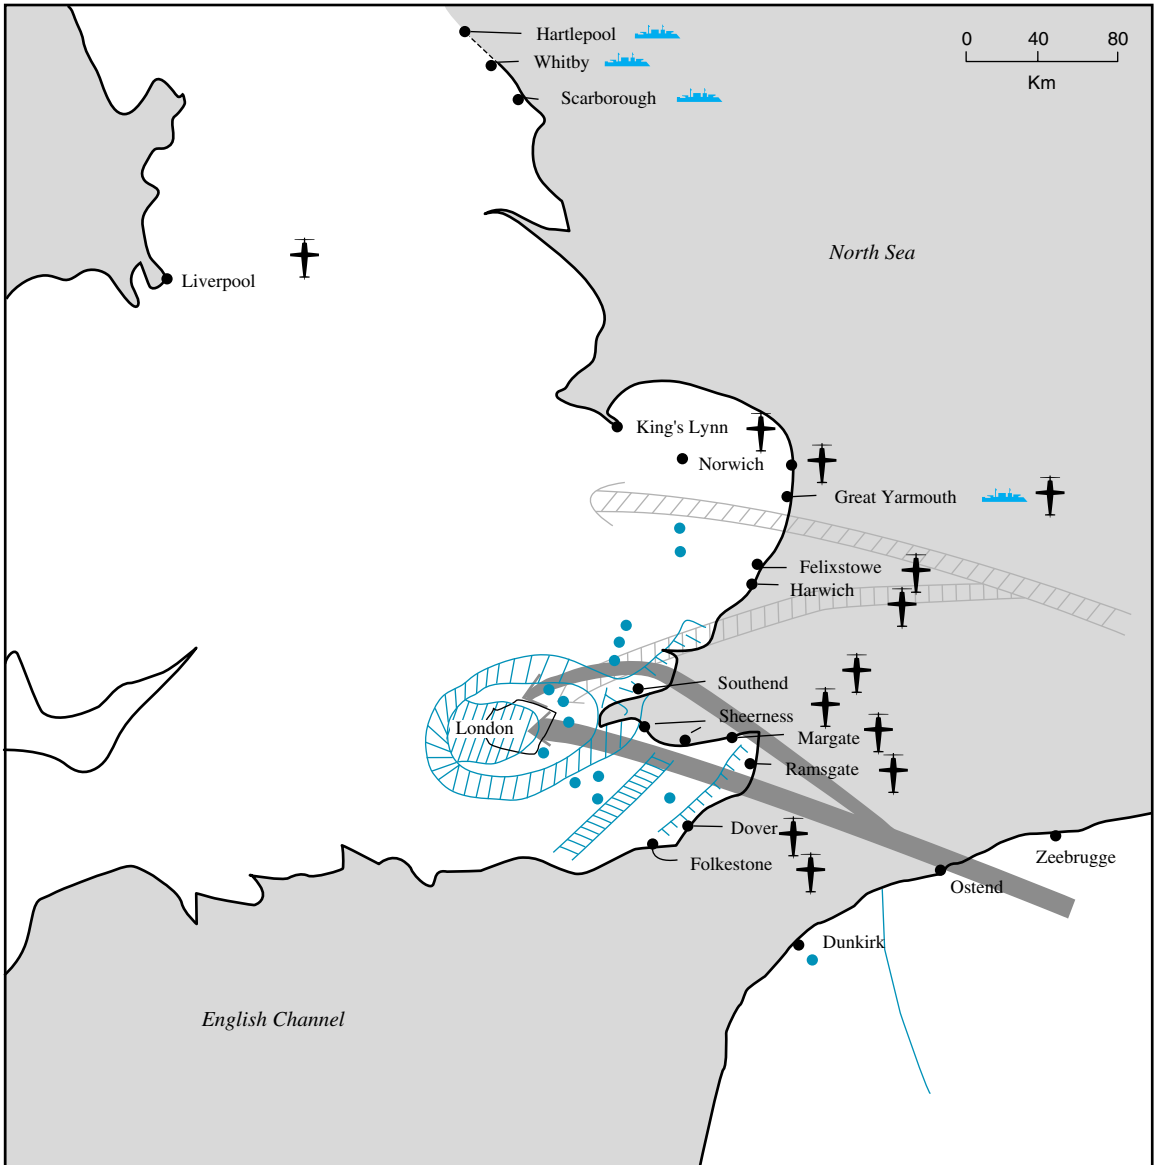 Hartlepool
Whitby
Scarborough
0 40 80
Km
North Sea
Liverpool
King's Lynn
Norwich
Great Yarmouth
Felixstowe
Harwich
Southend
Sheerness
London
Margate
Ramsgate
Dover
Folkestone
Zeebrugge
Ostend
Dunkirk
English Channel